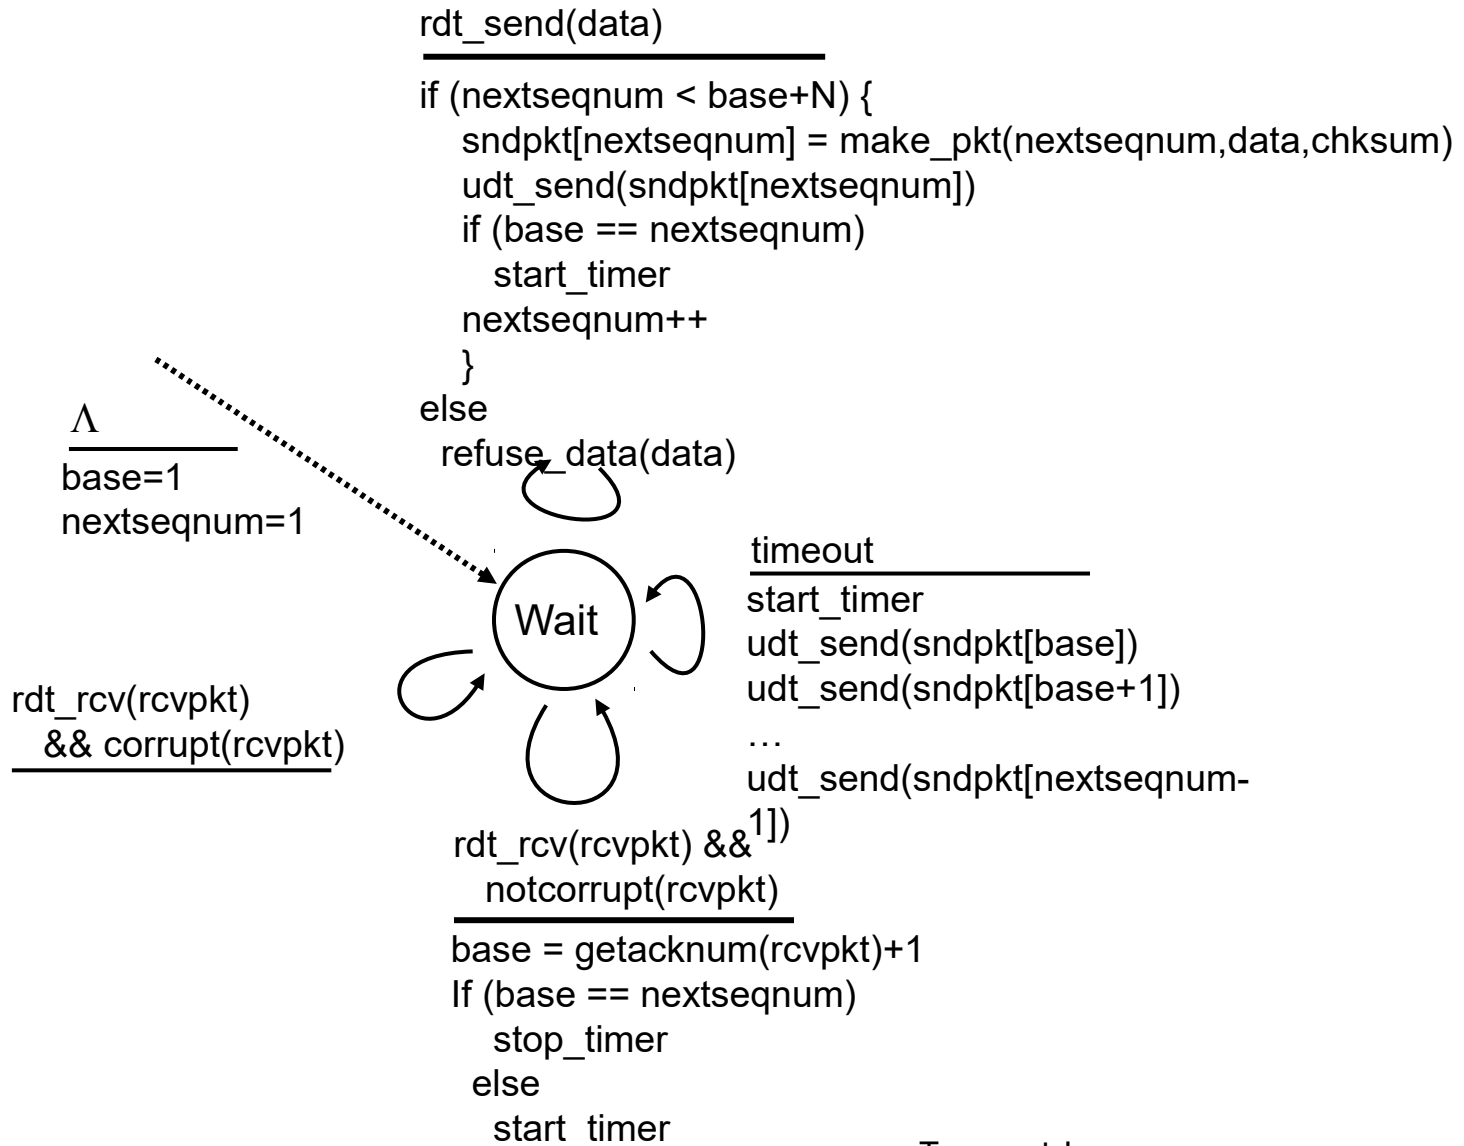 rdt_send(data)
if (nextseqnum < base+N) {
sndpkt[nextseqnum] = make_pkt(nextseqnum,data,chksum)
udt_send(sndpkt[nextseqnum])
if (base == nextseqnum)
start_timer
nextseqnum++
}
else
refuse_data(data)
Λ
base=1
nextseqnum=1
Wait
timeout
start_timer
udt_send(sndpkt[base])
udt_send(sndpkt[base+1])
…
udt_send(sndpkt[nextseqnum-
1])
rdt_rcv(rcvpkt)
&& corrupt(rcvpkt)
rdt_rcv(rcvpkt) &&
notcorrupt(rcvpkt)
base = getacknum(rcvpkt)+1
If (base == nextseqnum)
stop_timer
else
start_timer